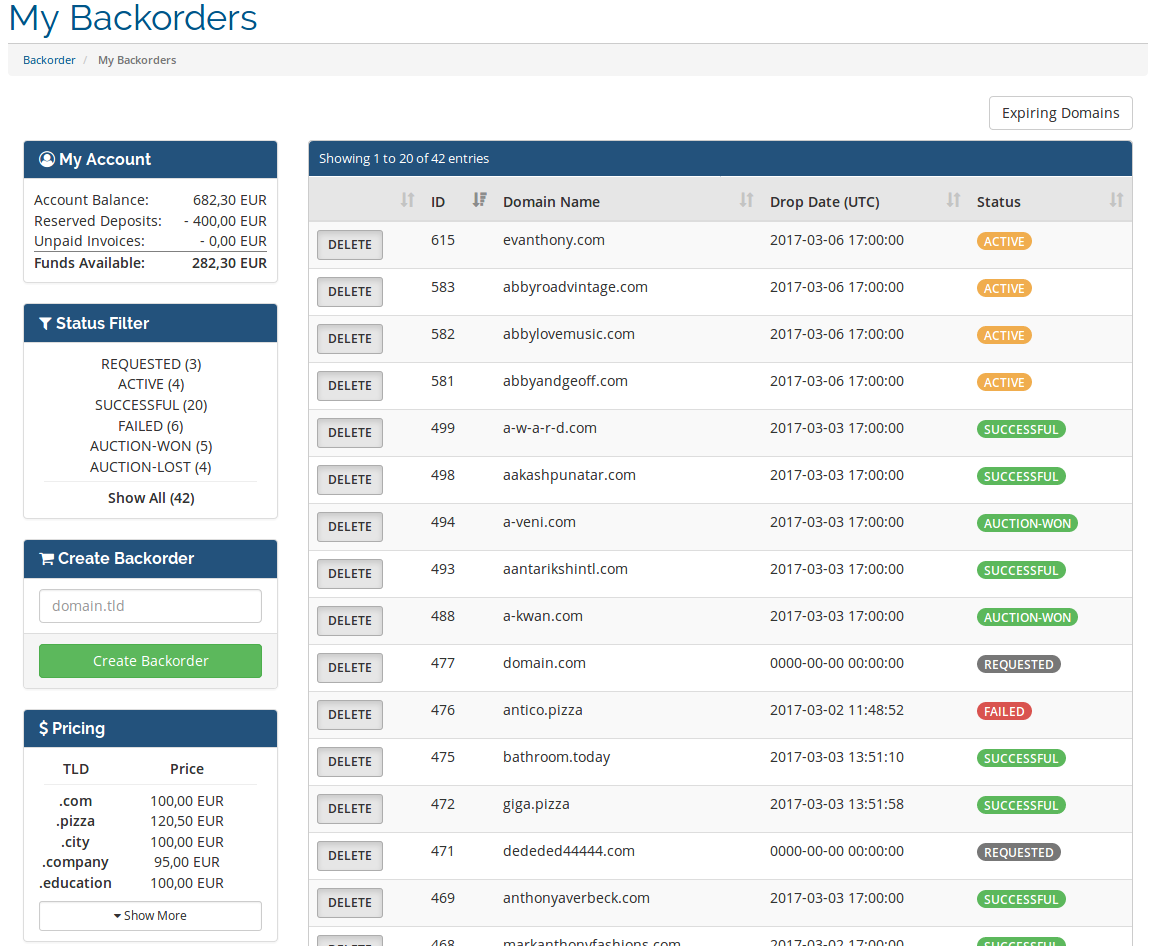 My Backorders
Backorder / My Backorders
Expiring Domains
My Account
Account Balance: 682,30 EUR
Reserved Deposits: - 400,00 EUR
Unpaid Invoices: - 0,00 EUR
Funds Available: 282,30 EUR
Status Filter
REQUESTED (3)
ACTIVE (4)
SUCCESSFUL (20)
FAILED (6)
AUCTION-WON (5)
AUCTION-LOST (4)
Show All (42)
Create Backorder
domain.tld
Create Backorder
$ Pricing
TLD Price
.com 100,00 EUR
.pizza 120,50 EUR
.city 100,00 EUR
.company 95,00 EUR
.education 100,00 EUR
Show More
Showing 1 to 20 of 42 entries
ID Domain Name Drop Date (UTC) Status
DELETE 615 evanthony.com 2017-03-06 17:00:00 ACTIVE
DELETE 583 abbyroadvintage.com 2017-03-06 17:00:00 ACTIVE
DELETE 582 abbylovemusic.com 2017-03-06 17:00:00 ACTIVE
DELETE 581 abbyandgeoff.com 2017-03-06 17:00:00 ACTIVE
DELETE 499 a-w-a-r-d.com 2017-03-03 17:00:00 SUCCESSFUL
DELETE 498 aakashpunatar.com 2017-03-03 17:00:00 SUCCESSFUL
DELETE 494 a-veni.com 2017-03-03 17:00:00 AUCTION-WON
DELETE 493 aantarikshintl.com 2017-03-03 17:00:00 SUCCESSFUL
DELETE 488 a-kwan.com 2017-03-03 17:00:00 AUCTION-WON
DELETE 477 domain.com 0000-00-00 00:00:00 REQUESTED
DELETE 476 antico.pizza 2017-03-02 11:48:52 FAILED
DELETE 475 bathroom.today 2017-03-03 13:51:10 SUCCESSFUL
DELETE 472 giga.pizza 2017-03-03 13:51:58 SUCCESSFUL
DELETE 471 dededed44444.com 0000-00-00 00:00:00 REQUESTED
DELETE 469 anthonyaverbeck.com 2017-03-03 17:00:00 SUCCESSFUL
DELETE 468 markanthonyfashions.com 2017-03-02 17:00:00 SUCCESSFUL